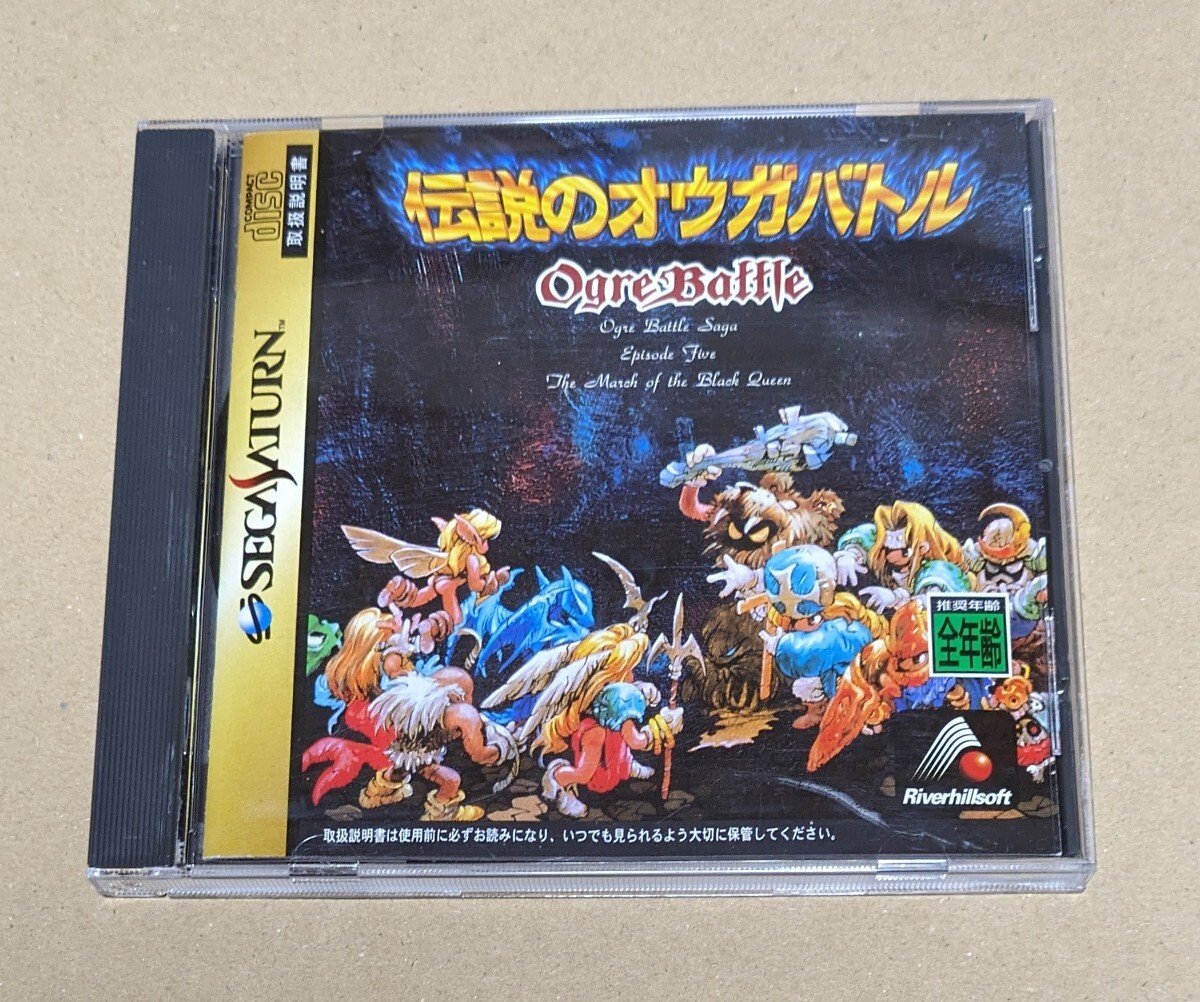 COMPACT
disc
取扱説明書
SEGA SATURN™
伝説のオウガバトル
Ogre Battle
Ogre Battle Saga
Episode Five
The March of the Black Queen
推奨年齢
全年齢
Riverhillsoft
取扱説明書は使用前に必ずお読みになり、いつでも見られるよう大切に保管してください。